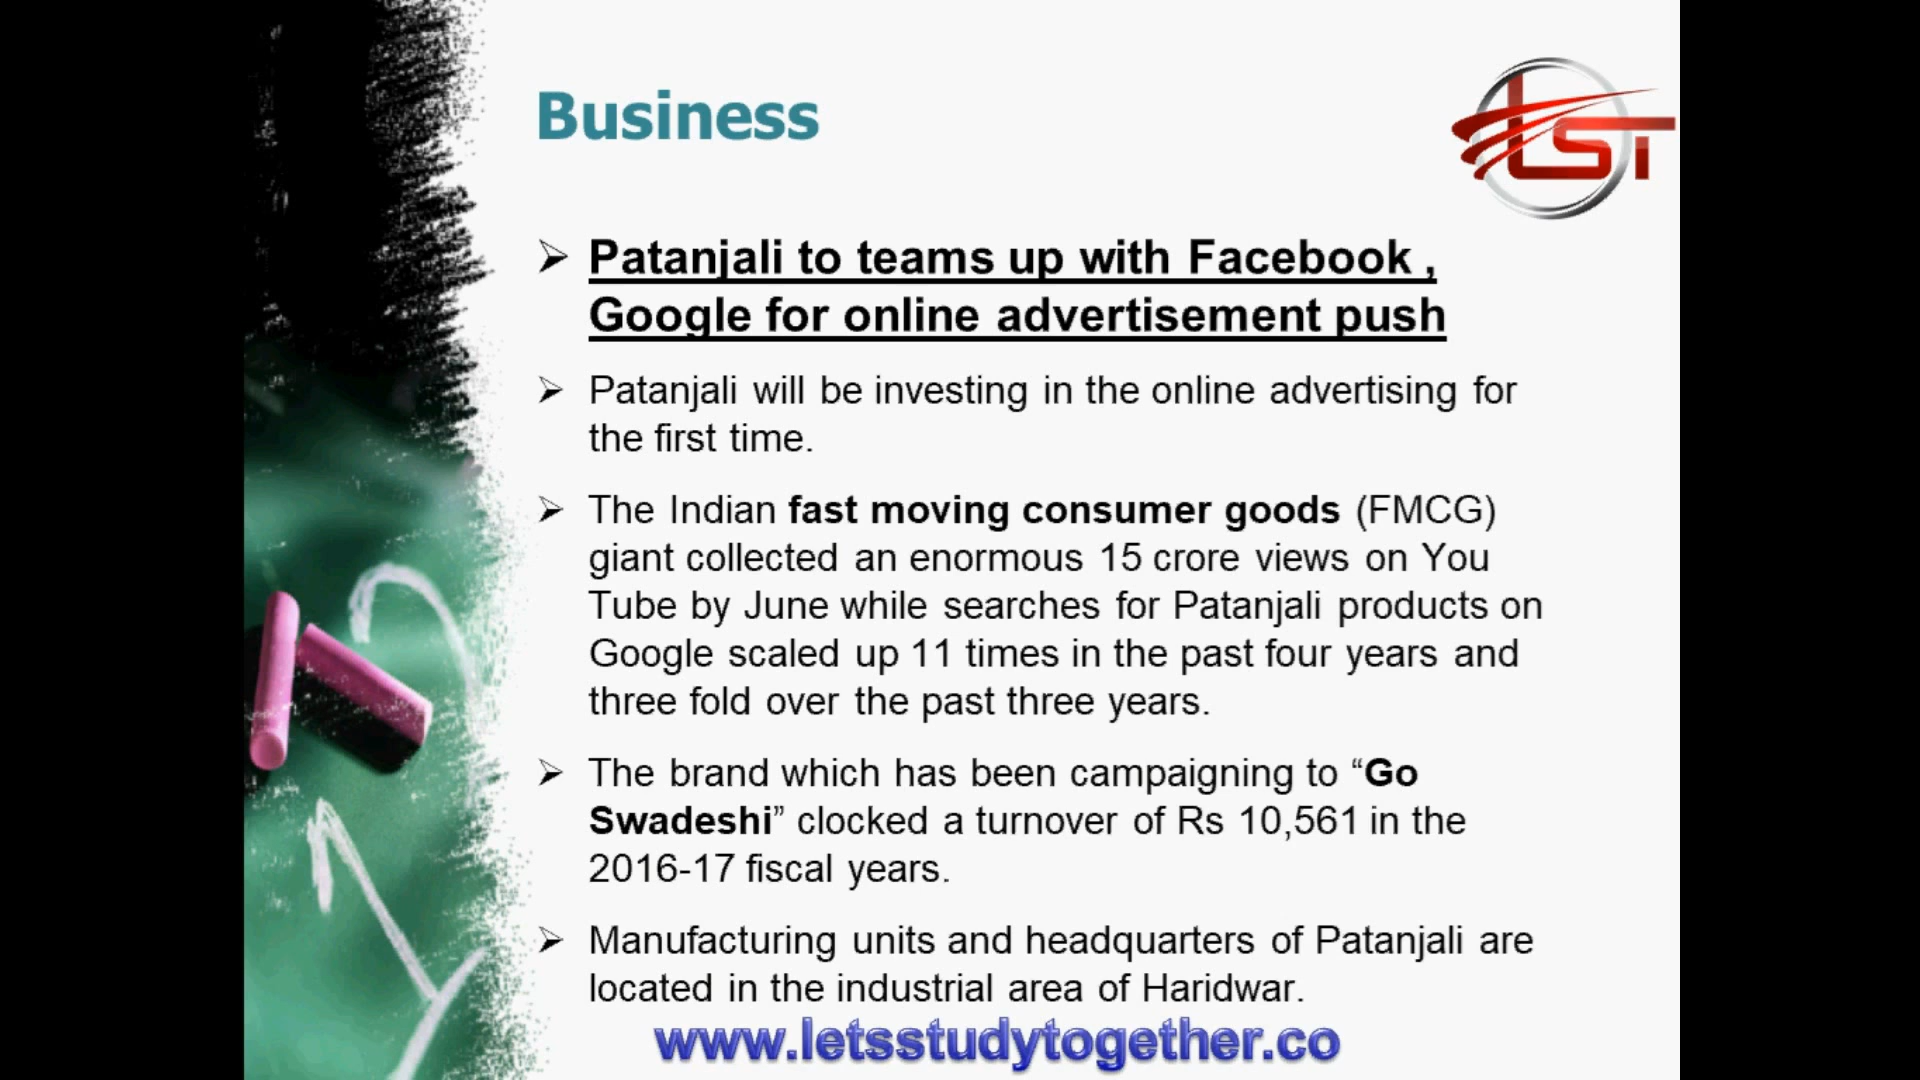 Business
LST
Patanjali to teams up with Facebook ,
Google for online advertisement push
Patanjali will be investing in the online advertising for
the first time.
The Indian fast moving consumer goods (FMCG)
giant collected an enormous 15 crore views on You
Tube by June while searches for Patanjali products on
Google scaled up 11 times in the past four years and
three fold over the past three years.
The brand which has been campaigning to “Go
Swadeshi” clocked a turnover of Rs 10,561 in the
2016-17 fiscal years.
Manufacturing units and headquarters of Patanjali are
located in the industrial area of Haridwar.
www.letsstudytogether.co